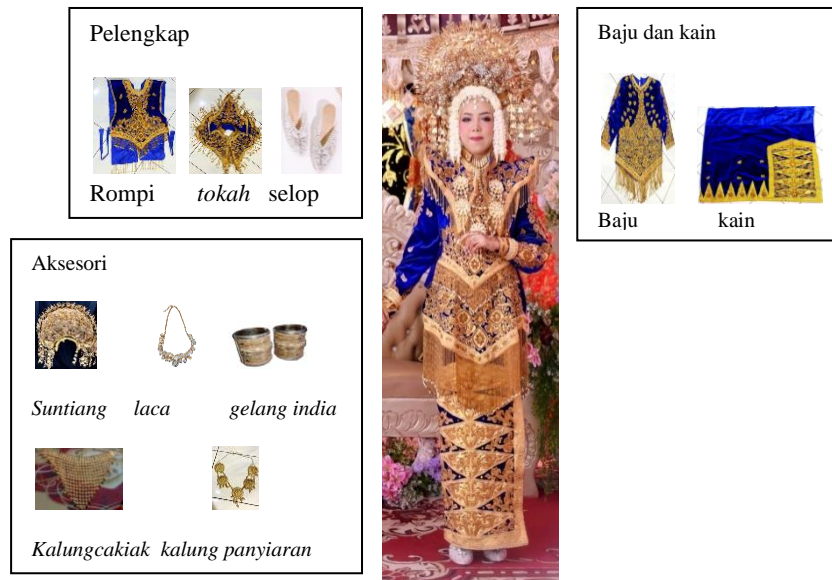 Pelengkap
Rompi tokah selop
Aksesori
Suntiang laca gelang india
Kalungcakiak kalung panyiaran
Baju dan kain
Baju kain